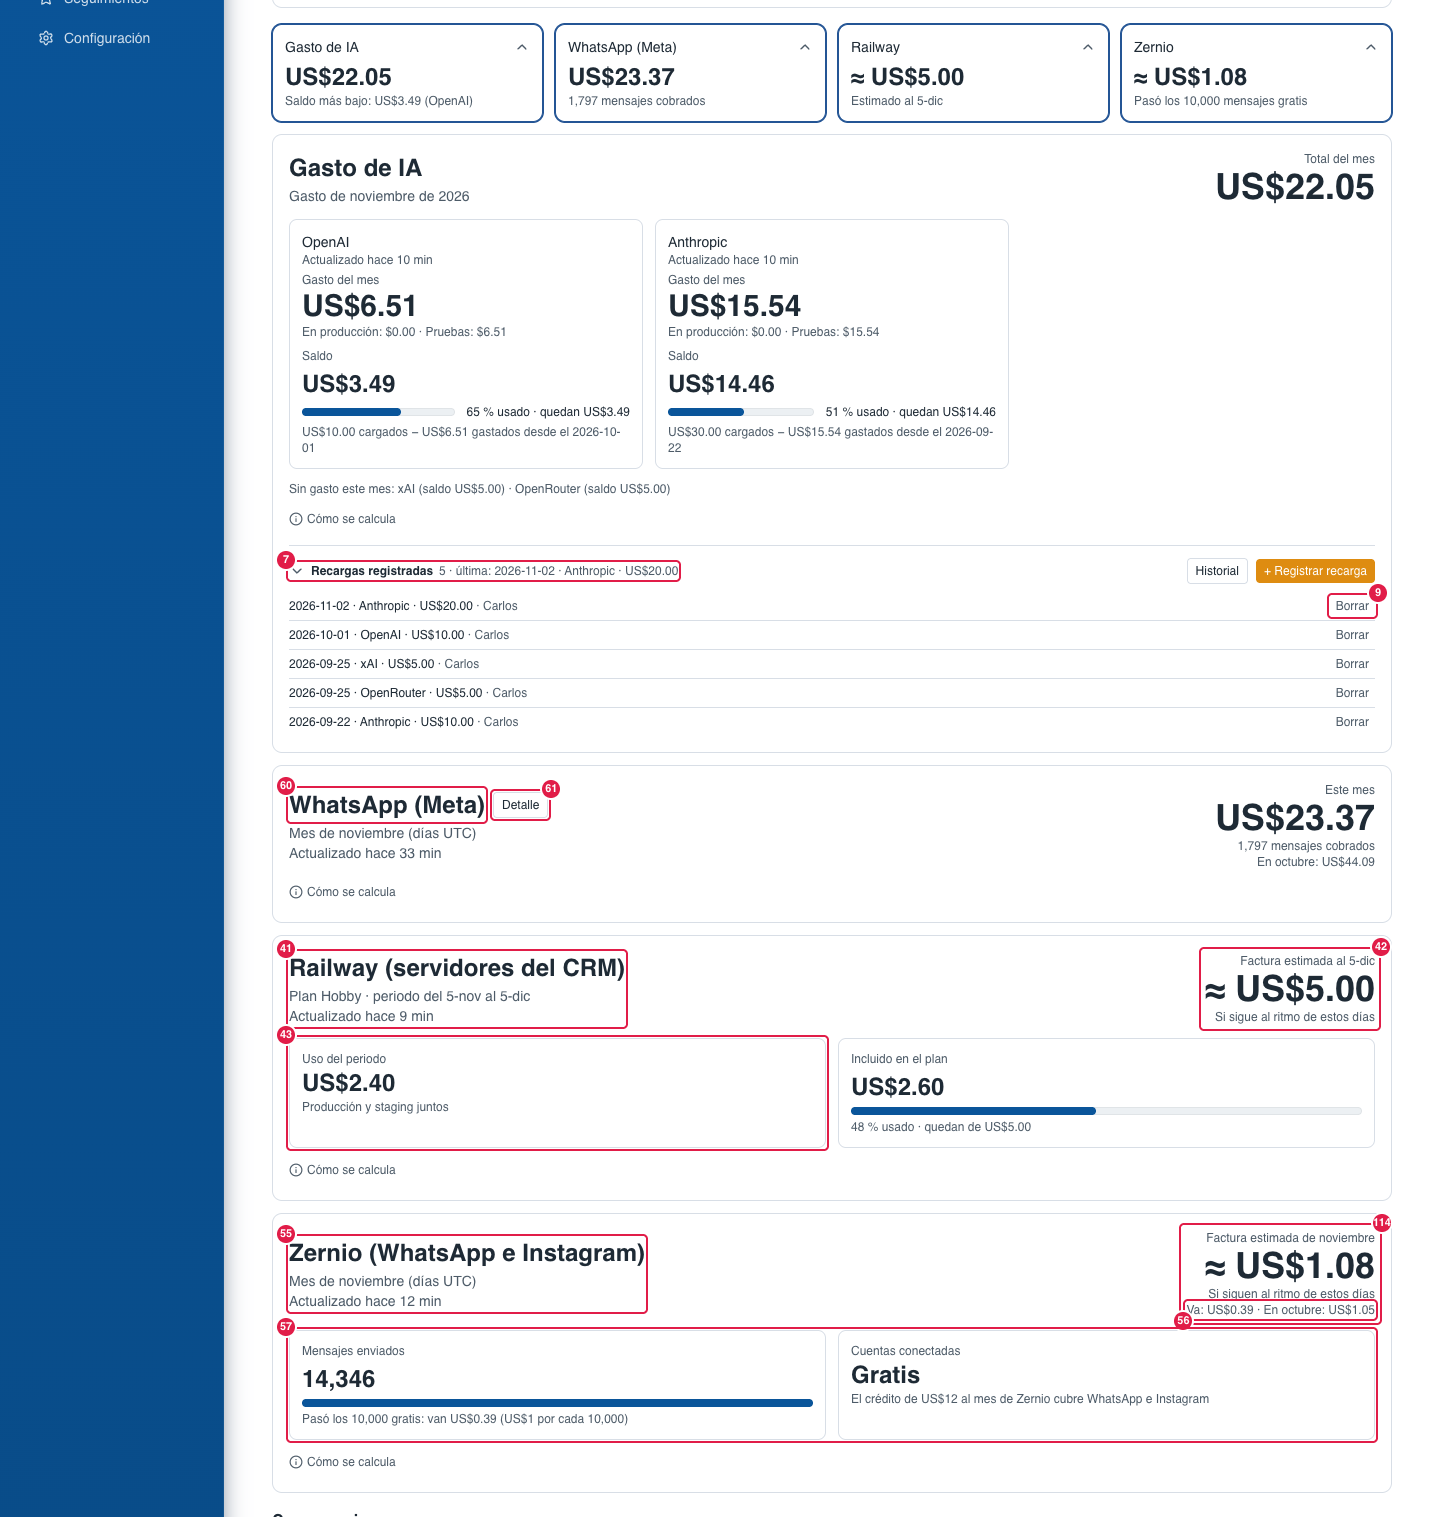 Seguimientos
Configuración
Gasto de IA
US$22.05
Saldo más bajo: US$3.49 (OpenAI)
WhatsApp (Meta)
US$23.37
1,797 mensajes cobrados
Railway
≈ US$5.00
Estimado al 5-dic
Zernio
≈ US$1.08
Pasó los 10,000 mensajes gratis
Gasto de IA
Gasto de noviembre de 2026
Total del mes
US$22.05
OpenAI
Actualizado hace 10 min
Gasto del mes
US$6.51
En producción: $0.00 · Pruebas: $6.51
Saldo
US$3.49
65 % usado · quedan US$3.49
US$10.00 cargados – US$6.51 gastados desde el 2026-10-
01
Anthropic
Actualizado hace 10 min
Gasto del mes
US$15.54
En producción: $0.00 · Pruebas: $15.54
Saldo
US$14.46
51 % usado · quedan US$14.46
US$30.00 cargados – US$15.54 gastados desde el 2026-09-
22
Sin gasto este mes: xAI (saldo US$5.00) · OpenRouter (saldo US$5.00)
Cómo se calcula
7
Recargas registradas 5 · última: 2026-11-02 · Anthropic · US$20.00
Historial
+ Registrar recarga
2026-11-02 · Anthropic · US$20.00 · Carlos
Borrar
9
2026-10-01 · OpenAI · US$10.00 · Carlos
Borrar
2026-09-25 · xAI · US$5.00 · Carlos
Borrar
2026-09-25 · OpenRouter · US$5.00 · Carlos
Borrar
2026-09-22 · Anthropic · US$10.00 · Carlos
Borrar
60
WhatsApp (Meta)
61
Detalle
Mes de noviembre (días UTC)
Actualizado hace 33 min
Este mes
US$23.37
1,797 mensajes cobrados
En octubre: US$44.09
Cómo se calcula
41
Railway (servidores del CRM)
Plan Hobby · periodo del 5-nov al 5-dic
Actualizado hace 9 min
42
Factura estimada al 5-dic
≈ US$5.00
Si sigue al ritmo de estos días
43
Uso del periodo
US$2.40
Producción y staging juntos
Incluido en el plan
US$2.60
48 % usado · quedan de US$5.00
Cómo se calcula
55
Zernio (WhatsApp e Instagram)
Mes de noviembre (días UTC)
Actualizado hace 12 min
114
Factura estimada de noviembre
≈ US$1.08
Si siguen al ritmo de estos días
Va: US$0.39 · En octubre: US$1.05
56
57
Mensajes enviados
14,346
Pasó los 10,000 gratis: van US$0.39 (US$1 por cada 10,000)
Cuentas conectadas
Gratis
El crédito de US$12 al mes de Zernio cubre WhatsApp e Instagram
Cómo se calcula